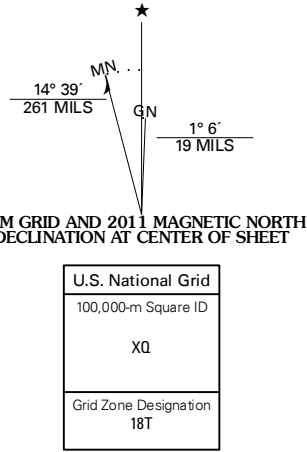 ★
MN
14° 39´
261 MILS
GN
1° 6´
19 MILS
M GRID AND 2011 MAGNETIC NORTH
DECLINATION AT CENTER OF SHEET
U.S. National Grid
100,000-m Square ID
XQ
Grid Zone Designation
18T